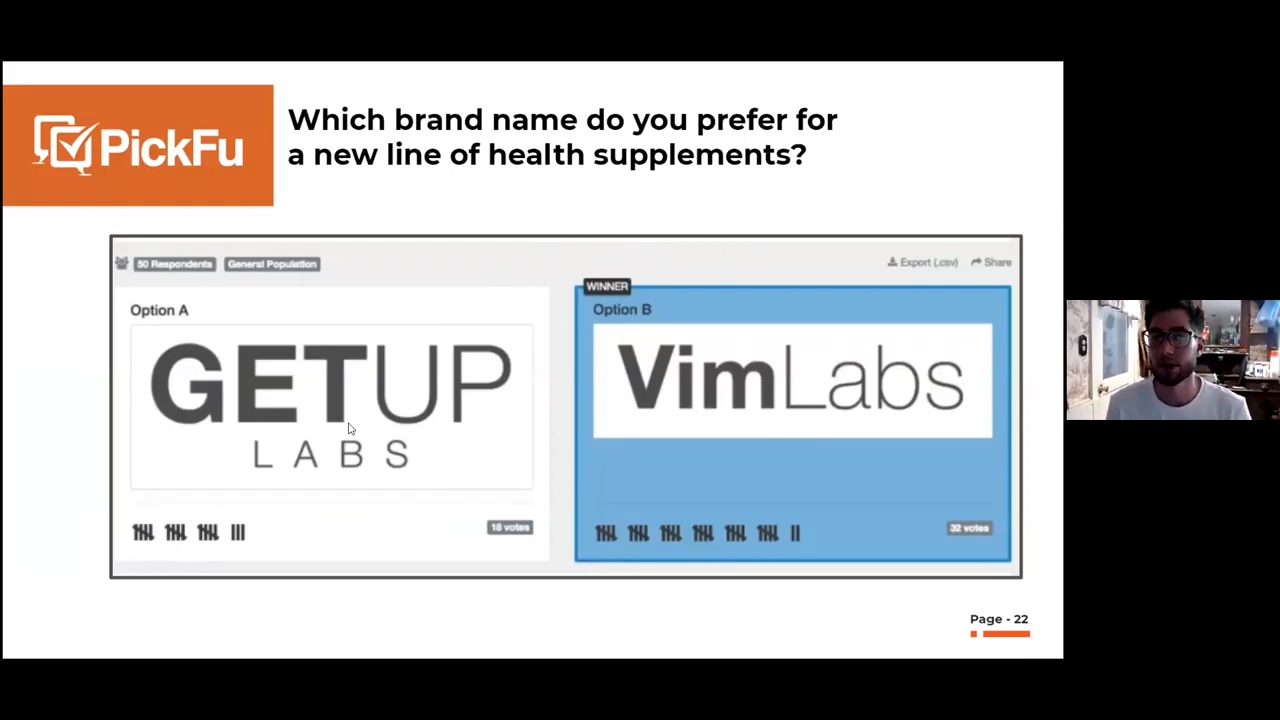 PickFu
Which brand name do you prefer for
a new line of health supplements?
50 Respondents General Population
Export (.csv) Share
Option A
GETUP
LABS
18 votes
WINNER
Option B
VimLabs
32 votes
Page - 22